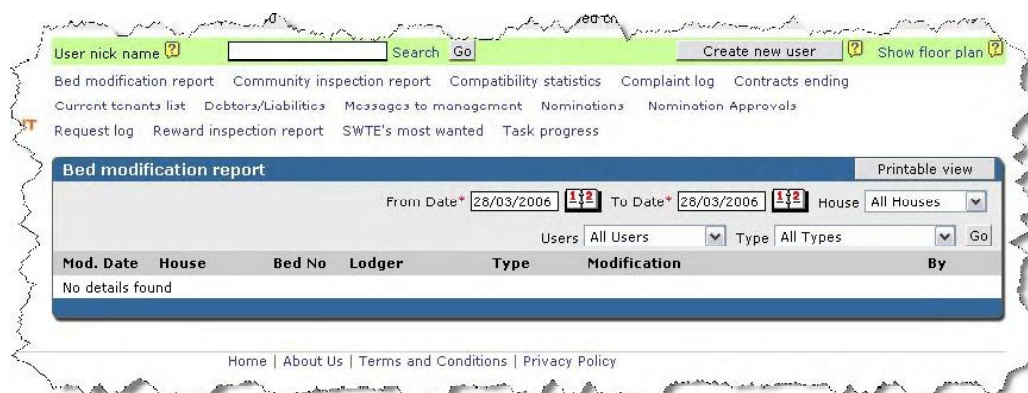 User nick name ? Search Go Create new user ? Show floor plan ?
Bed modification report Community inspection report Compatibility statistics Complaint log Contracts ending
Current tenants list Debtors/Liabilities Messages to management Nominations Nomination Approvals
Request log Reward inspection report SWTE's most wanted Task progress
Bed modification report Printable view
From Date* 28/03/2006 To Date* 28/03/2006 House All Houses
Users All Users Type All Types Go
Mod. Date House Bed No Lodger Type Modification By
No details found
Home | About Us | Terms and Conditions | Privacy Policy